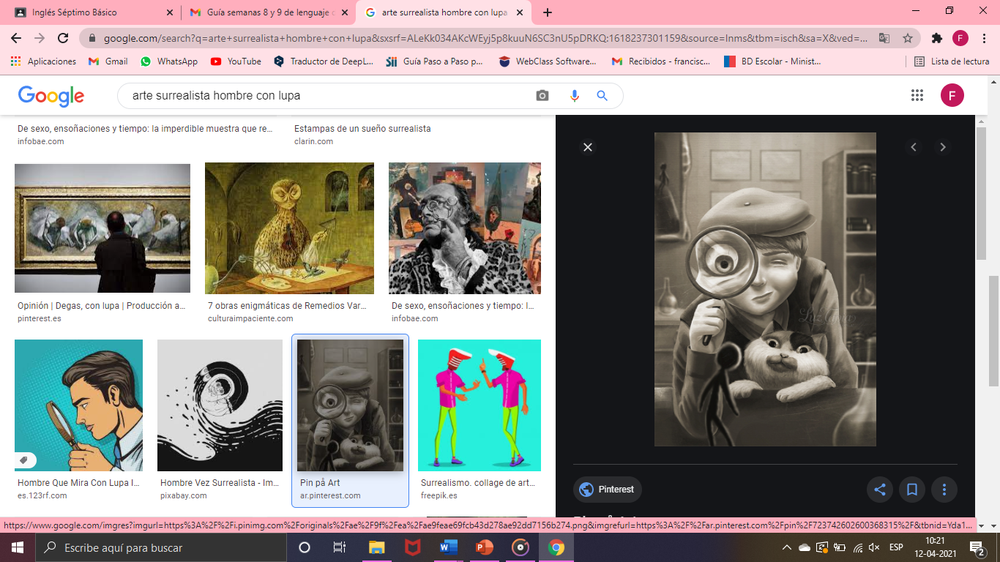 Inglés Séptimo Básico
Guía semanas 8 y 9 de lenguaje c
arte surrealista hombre con lupa
google.com/search?q=arte+surrealista+hombre+con+lupa&sxsrf=ALeKk034AKcWEyj5p8kuuN6SC3nU5pDRKQ:1618237301159&source=lnms&tbm=isch&sa=X&ved=...
F
Aplicaciones
Gmail
WhatsApp
YouTube
Traductor de DeepL...
Guía Paso a Paso p...
WebClass Software...
Recibidos - francisc...
BD Escolar - Minist...
Lista de lectura
Google
arte surrealista hombre con lupa
F
De sexo, ensoñaciones y tiempo: la imperdible muestra que re...
infobae.com
Estampas de un sueño surrealista
clarin.com
Opinión | Degas, con lupa | Producción a...
pinterest.es
7 obras enigmáticas de Remedios Var...
culturaimpaciente.com
De sexo, ensoñaciones y tiempo: l...
infobae.com
Hombre Que Mira Con Lupa I...
es.123rf.com
Hombre Vez Surrealista - Im...
pixabay.com
Pin på Art
ar.pinterest.com
Surrealismo. collage de art...
freepik.es
Luz Tapia
Pinterest
https://www.google.com/imgres?imgurl=https%3A%2F%2Fi.pinimg.com%2Foriginals%2Fae%2F9f%2Fea%2Fae9feae69fcb43d278ae92dd7156b274.png&imgrefurl=https%3A%2F%2Far.pinterest.com%2Fpin%2F723742602600368315%2F&tbnid=Yda1...
Escribe aquí para buscar
ESP
10:21
12-04-2021
2